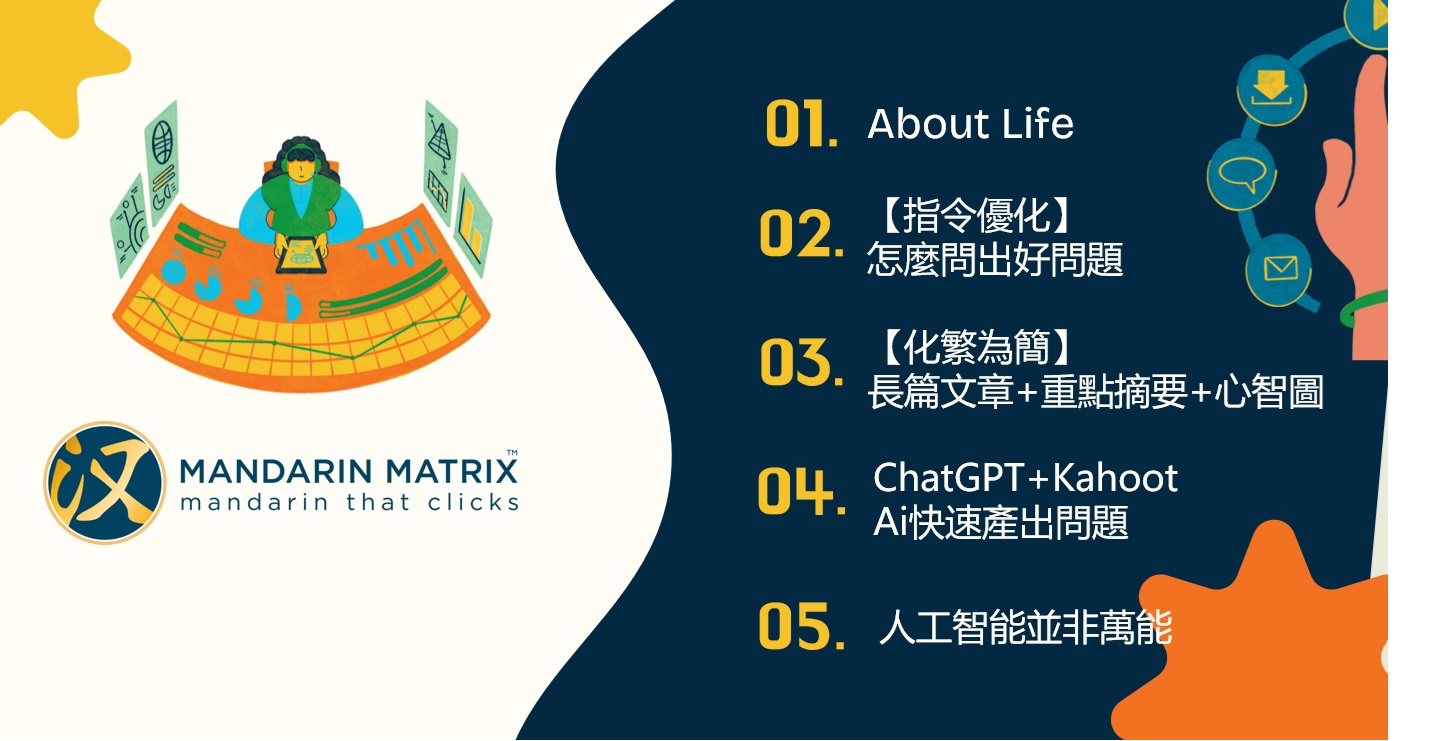 汉
MANDARIN MATRIX™
mandarin that clicks
01. About Life
02. 【指令優化】
怎麼問出好問題
03. 【化繁為簡】
長篇文章+重點摘要+心智圖
04. ChatGPT+Kahoot
Ai快速產出問題
05. 人工智能並非萬能